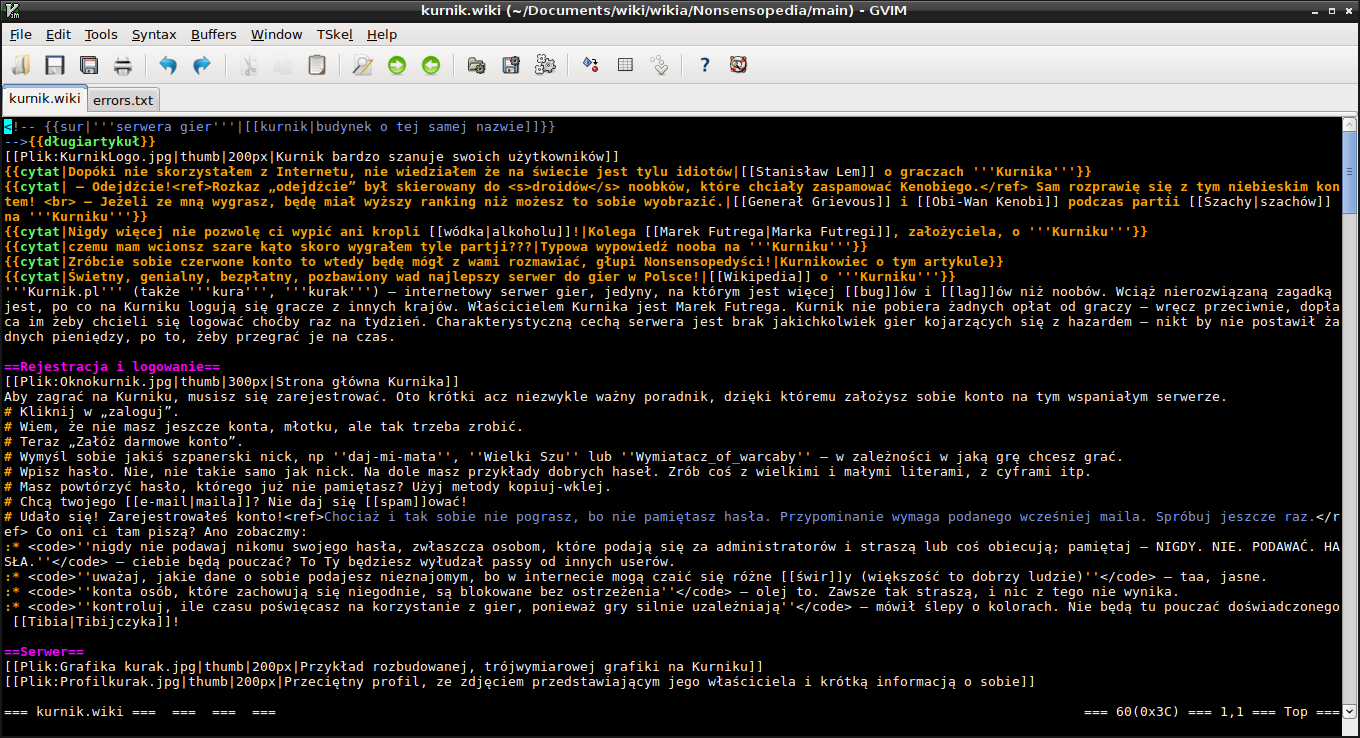 kurnik.wiki (~/Documents/wiki/wikia/Nonsensopedia/main) - GVIM
File Edit Tools Syntax Buffers Window TSkel Help
kurnik.wiki errors.txt
<!-- {{sur|'''serwera gier'''|[[kurnik|budynek o tej samej nazwie]]}}
-->{{długiartykuł}}
[[Plik:KurnikLogo.jpg|thumb|200px|Kurnik bardzo szanuje swoich użytkowników]]
{{cytat|Dopóki nie skorzystałem z Internetu, nie wiedziałem że na świecie jest tylu idiotów|[[Stanisław Lem]] o graczach '''Kurnika'''}}
{{cytat| – Odejdźcie!<ref>Rozkaz „odejdźcie” był skierowany do <s>droidów</s> noobków, które chciały zaspamować Kenobiego.</ref> Sam rozprawię się z tym niebieskim kon
tem! <br> – Jeżeli ze mną wygrasz, będę miał wyższy ranking niż możesz to sobie wyobrazić.|[[Generał Grievous]] i [[Obi-Wan Kenobi]] podczas partii [[Szachy|szachów]]
na '''Kurniku'''}}
{{cytat|Nigdy więcej nie pozwolę ci wypić ani kropli [[wódka|alkoholu]]!|Kolega [[Marek Futrega|Marka Futregi]], założyciela, o '''Kurniku'''}}
{{cytat|czemu mam wcionsz szare kąto skoro wygrałem tyle partji???|Typowa wypowiedź nooba na '''Kurniku'''}}
{{cytat|Zróbcie sobie czerwone konto to wtedy będę mógł z wami rozmawiać, głupi Nonsensopedyści!|Kurnikowiec o tym artykule}}
{{cytat|Świetny, genialny, bezpłatny, pozbawiony wad najlepszy serwer do gier w Polsce!|[[Wikipedia]] o '''Kurniku'''}}
'''Kurnik.pl''' (także '''kura''', '''kurak''') – internetowy serwer gier, jedyny, na którym jest więcej [[bug]]ów i [[lag]]ów niż noobów. Wciąż nierozwiązaną zagadką
jest, po co na Kurniku logują się gracze z innych krajów. Właścicielem Kurnika jest Marek Futrega. Kurnik nie pobiera żadnych opłat od graczy – wręcz przeciwnie, dopła
ca im żeby chcieli się logować choćby raz na tydzień. Charakterystyczną cechą serwera jest brak jakichkolwiek gier kojarzących się z hazardem – nikt by nie postawił ża
dnych pieniędzy, po to, żeby przegrać je na czas.
==Rejestracja i logowanie==
[[Plik:Oknokurnik.jpg|thumb|300px|Strona główna Kurnika]]
Aby zagrać na Kurniku, musisz się zarejestrować. Oto krótki acz niezwykle ważny poradnik, dzięki któremu założysz sobie konto na tym wspaniałym serwerze.
# Kliknij w „zaloguj”.
# Wiem, że nie masz jeszcze konta, młotku, ale tak trzeba zrobić.
# Teraz „Załóż darmowe konto”.
# Wymyśl sobie jakiś szpanerski nick, np ''daj-mi-mata'', ''Wielki Szu'' lub ''Wymiatacz_of_warcaby'' – w zależności w jaką grę chcesz grać.
# Wpisz hasło. Nie, nie takie samo jak nick. Na dole masz przykłady dobrych haseł. Zrób coś z wielkimi i małymi literami, z cyframi itp.
# Masz powtórzyć hasło, którego już nie pamiętasz? Użyj metody kopiuj-wklej.
# Chcą twojego [[e-mail|maila]]? Nie daj się [[spam]]ować!
# Udało się! Zarejestrowałeś konto!<ref>Chociaż i tak sobie nie pograsz, bo nie pamiętasz hasła. Przypominanie wymaga podanego wcześniej maila. Spróbuj jeszcze raz.</r
ef> Co oni ci tam piszą? Ano zobaczmy:
:* <code>''nigdy nie podawaj nikomu swojego hasła, zwłaszcza osobom, które podają się za administratorów i straszą lub coś obiecują; pamiętaj – NIGDY. NIE. PODAWAĆ. HA
SŁA.''</code> – ciebie będą pouczać? To Ty będziesz wyłudzał passy od innych userów.
:* <code>''uważaj, jakie dane o sobie podajesz nieznajomym, bo w internecie mogą czaić się różne [[świr]]y (większość to dobrzy ludzie)''</code> – taa, jasne.
:* <code>''konta osób, które zachowują się niegodnie, są blokowane bez ostrzeżenia''</code> – olej to. Zawsze tak straszą, i nic z tego nie wynika.
:* <code>''kontroluj, ile czasu poświęcasz na korzystanie z gier, ponieważ gry silnie uzależniają''</code> – mówił ślepy o kolorach. Nie będą tu pouczać doświadczonego
[[Tibia|Tibijczyka]]!
==Serwer==
[[Plik:Grafika kurak.jpg|thumb|200px|Przykład rozbudowanej, trójwymiarowej grafiki na Kurniku]]
[[Plik:Profilkurak.jpg|thumb|200px|Przeciętny profil, ze zdjęciem przedstawiającym jego właściciela i krótką informacją o sobie]]
=== kurnik.wiki === === === === === 60(0x3C) === 1,1 === Top ===